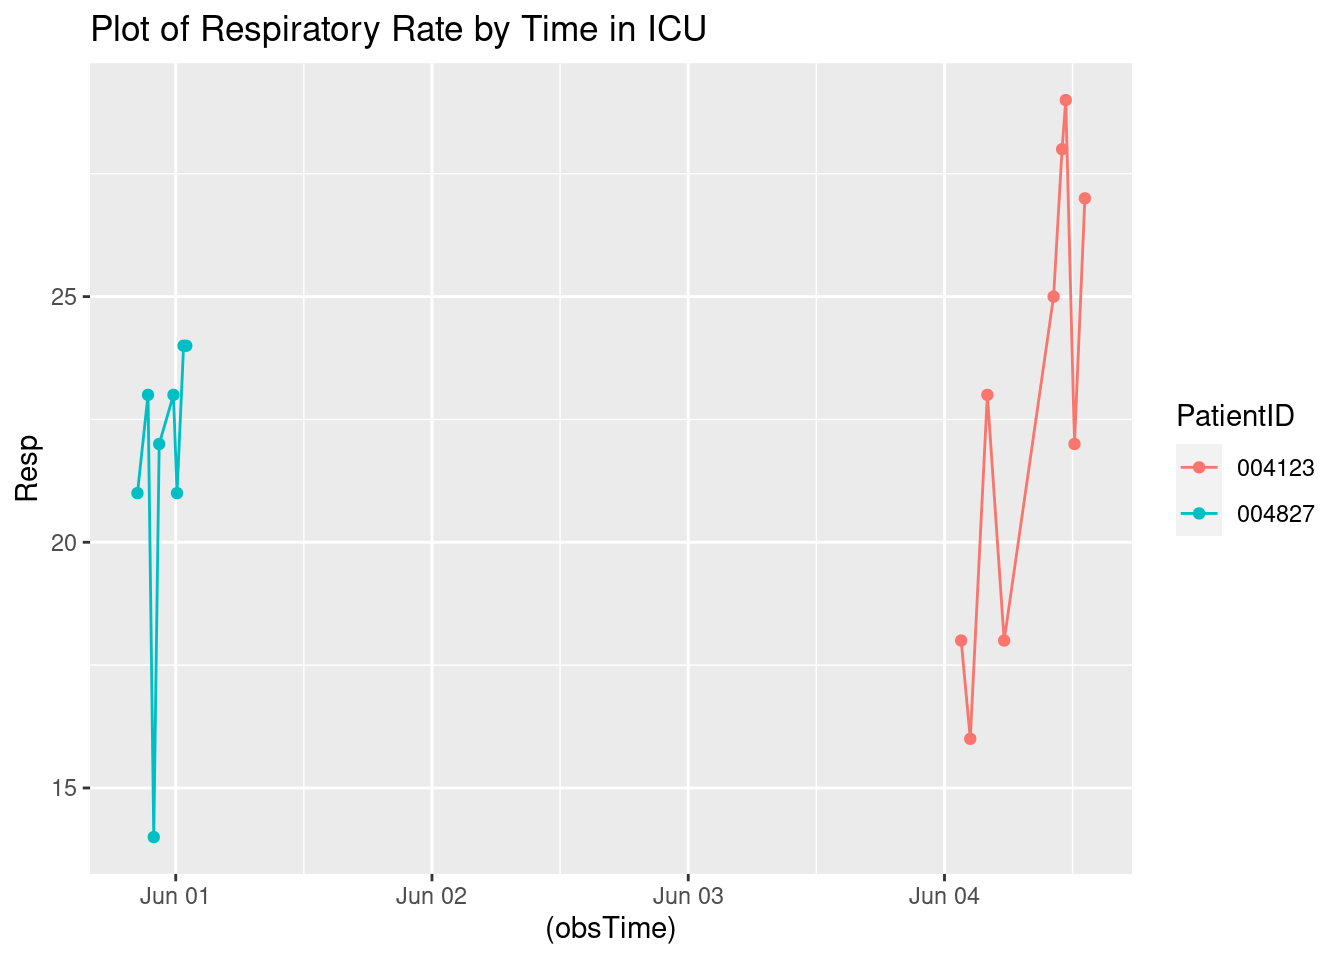 Plot of Respiratory Rate by Time in ICU
Resp
25
20
15
Jun 01
Jun 02
Jun 03
Jun 04
(obsTime)
PatientID
004123
004827